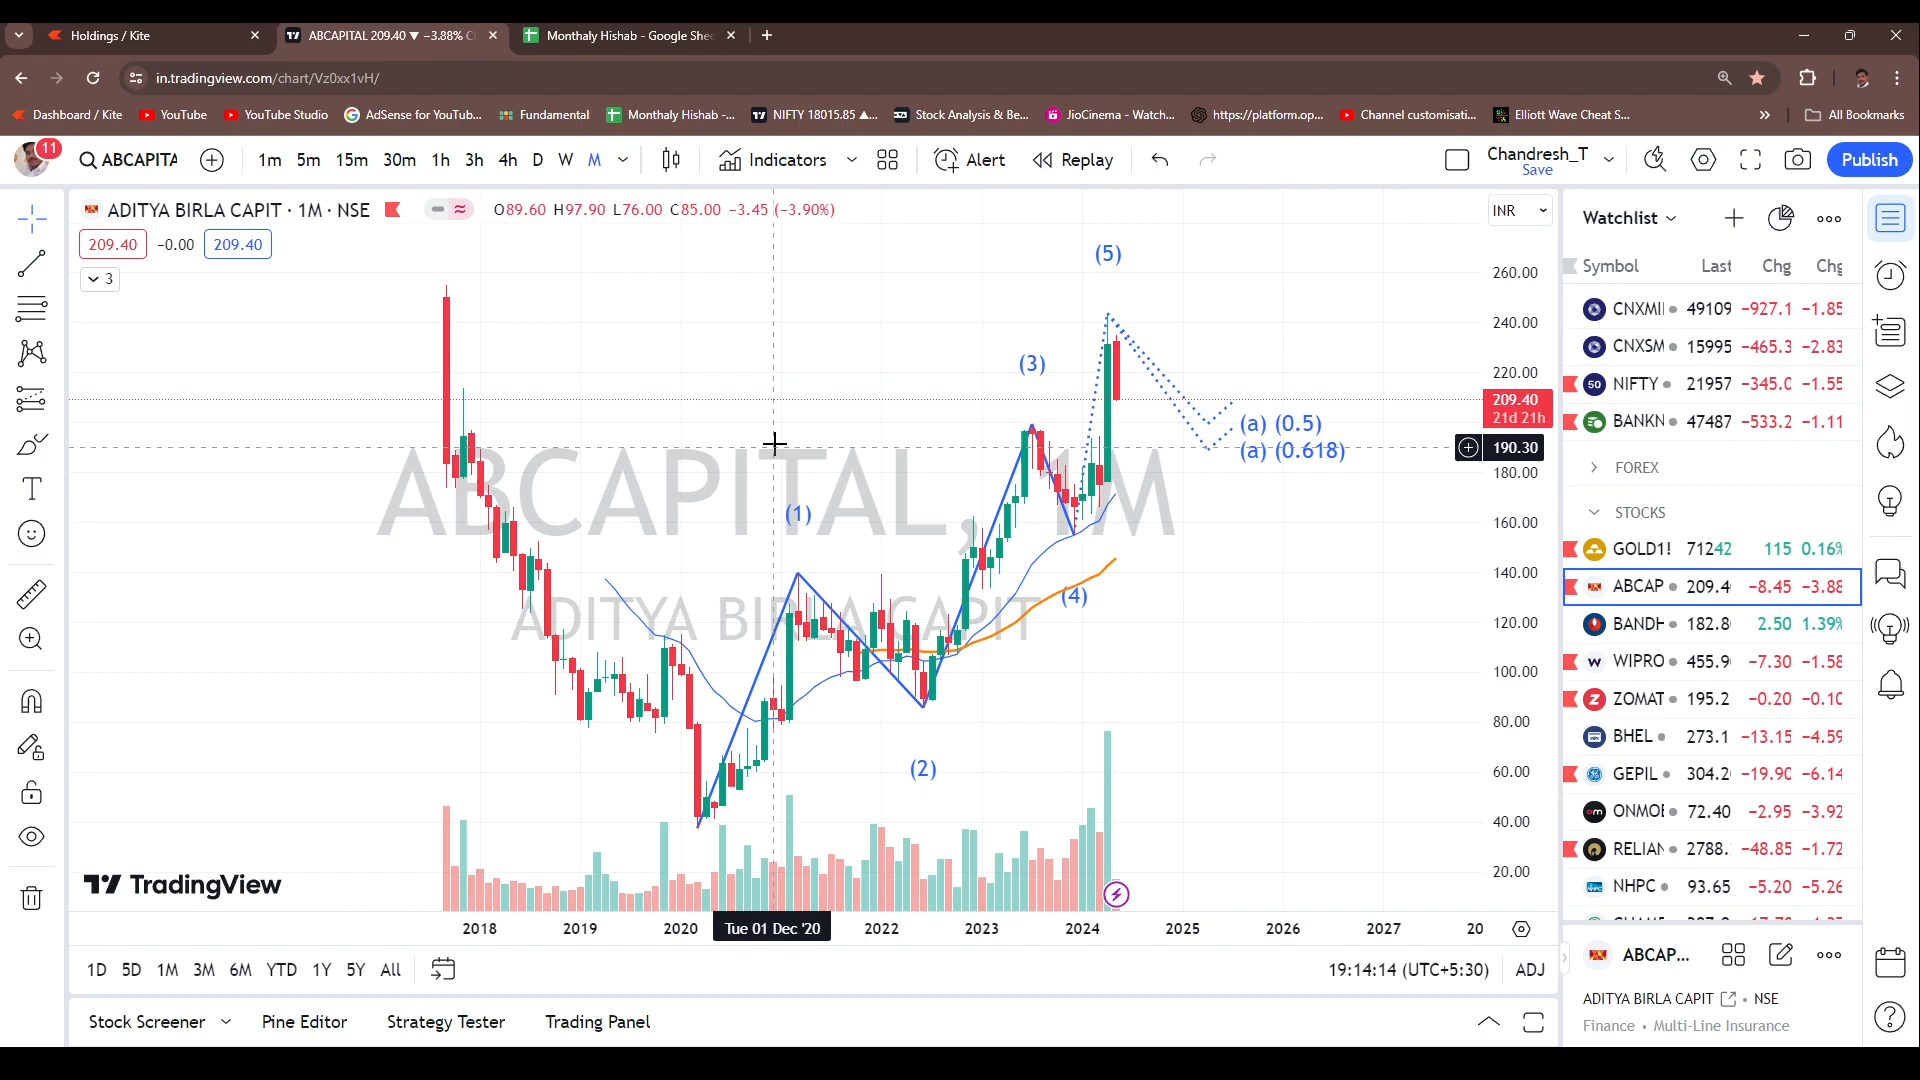 Holdings / Kite
ABCAPITAL 209.40 ▼ −3.88%
Monthaly Hishab - Google Shee
in.tradingview.com/chart/Vz0xx1vH/
Dashboard / Kite
YouTube
YouTube Studio
AdSense for YouTub...
Fundamental
Monthaly Hishab -...
NIFTY 18015.85 ▲...
Stock Analysis & Be...
JioCinema - Watch...
https://platform.op...
Channel customisati...
Elliott Wave Cheat S...
»
All Bookmarks
11
ABCAPITA
1m 5m 15m 30m 1h 3h 4h D W M
Indicators
Alert
Replay
Chandresh_T
Save
Publish
ADITYA BIRLA CAPIT · 1M · NSE
O89.60 H97.90 L76.00 C85.00 −3.45 (−3.90%)
INR
209.40 −0.00 209.40
3
Watchlist
Symbol Last Chg Chg
CNXMI 49109 −927.1 −1.85
CNXSM 15995 −465.3 −2.83
50 NIFTY 21957 −345.0 −1.55
BANKN 47487 −533.2 −1.11
FOREX
STOCKS
GOLD1! 71242 115 0.16%
ABCAP 209.40 −8.45 −3.88
BANDH 182.80 2.50 1.39%
WIPRO 455.90 −7.30 −1.58
ZOMAT 195.2 −0.20 −0.10
BHEL 273.1 −13.15 −4.59
GEPIL 304.20 −19.90 −6.14
ONMOE 72.40 −2.95 −3.92
RELIAN 2788. −48.85 −1.72
NHPC 93.65 −5.20 −5.26
(1)
(2)
(3)
(4)
(5)
(a) (0.5)
(a) (0.618)
ABCAPITAL, 1M
ADITYA BIRLA CAPIT
260.00
240.00
220.00
209.40
21d 21h
190.30
180.00
160.00
140.00
120.00
100.00
80.00
60.00
40.00
20.00
TradingView
2018 2019 2020 Tue 01 Dec '20 2022 2023 2024 2025 2026 2027 20
1D 5D 1M 3M 6M YTD 1Y 5Y All
19:14:14 (UTC+5:30) ADJ
Stock Screener
Pine Editor
Strategy Tester
Trading Panel
ABCAP...
ADITYA BIRLA CAPIT • NSE
Finance • Multi-Line Insurance